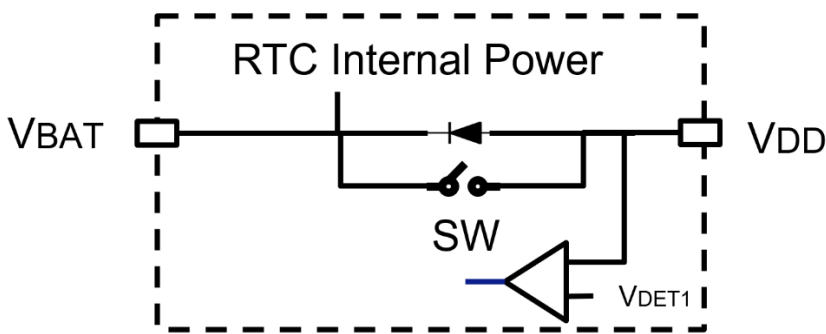 RTC Internal Power
VBAT
VDD
SW
VDET1